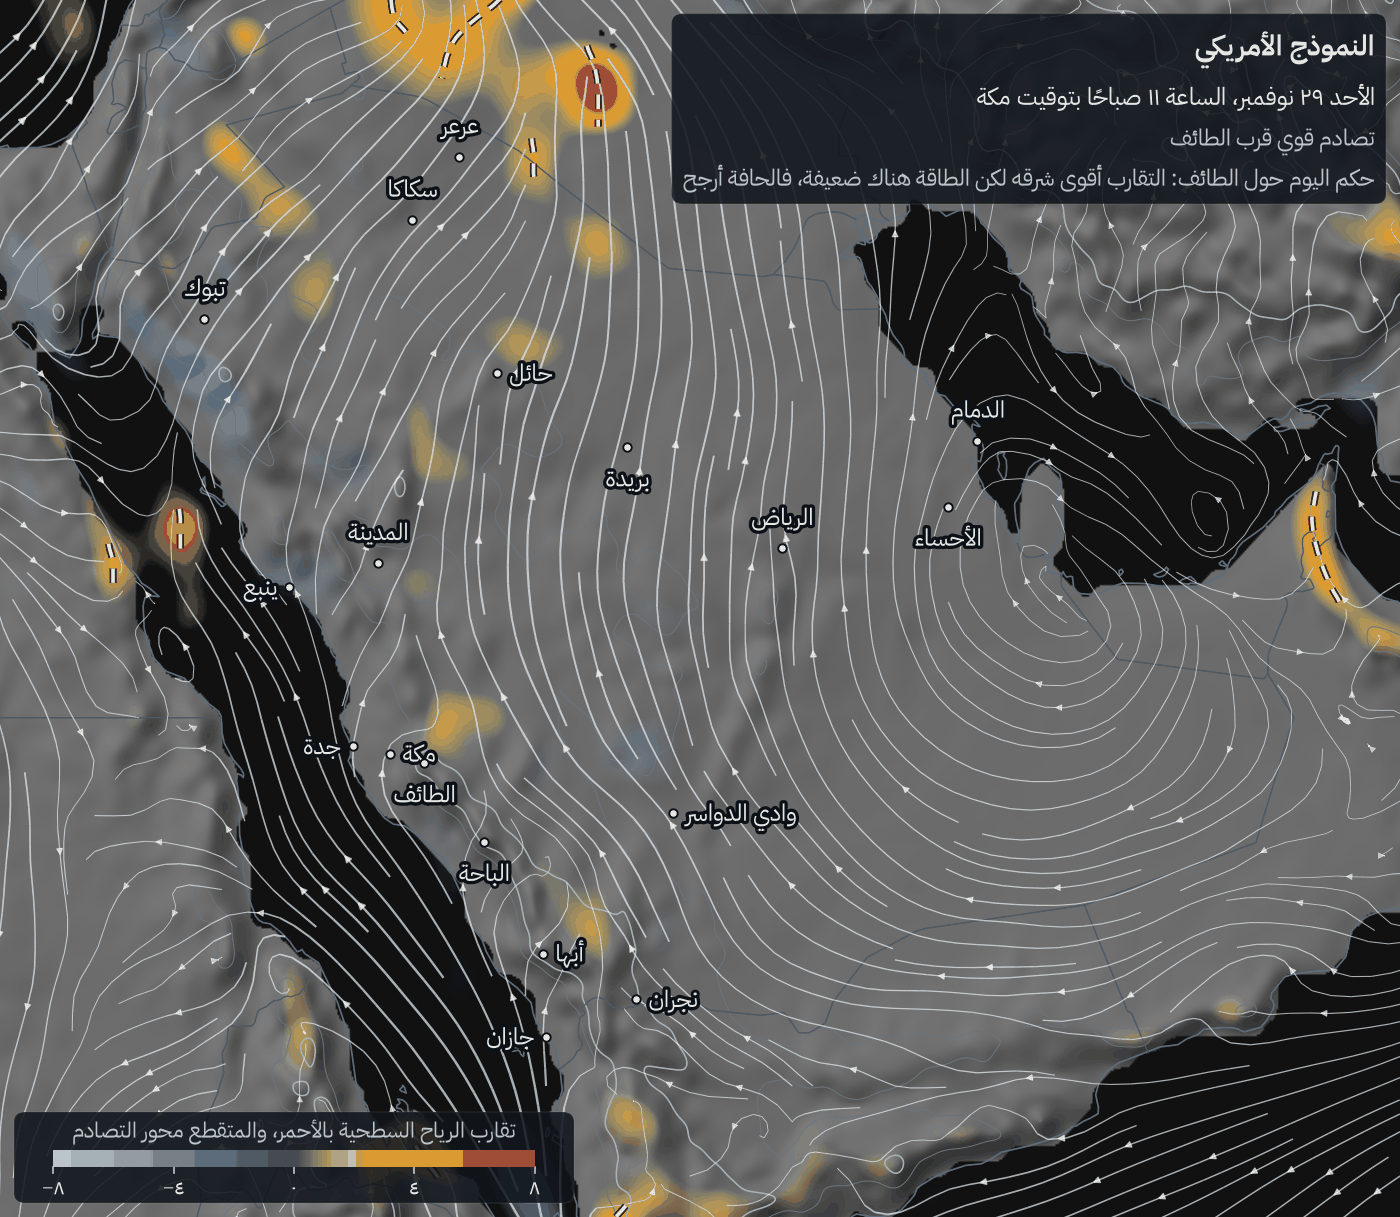 النموذج الأمريكي
الأحد ٢٩ نوفمبر، الساعة ١١ صباحًا بتوقيت مكة
تصادم قوي قرب الطائف
حكم اليوم حول الطائف: التقارب أقوى شرقه لكن الطاقة هناك ضعيفة، فالحافة أرجح
عرعر
سكاكا
تبوك
حائل
الدمام
بريدة
الرياض
المدينة
الأحساء
ينبع
جدة
مكة
الطائف
وادي الدواسر
الباحة
أبها
نجران
جازان
تقارب الرياح السطحية بالأحمر، والمتقطع محور التصادم
−٨ −٤ ٠ ٤ ٨